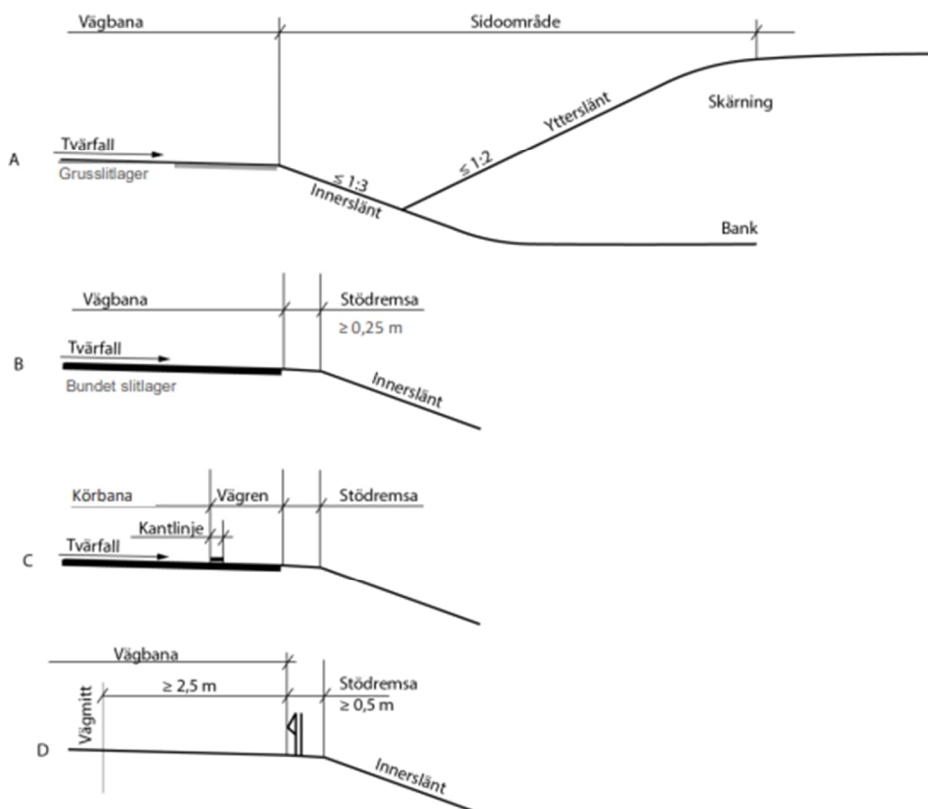 Vägbana
Sidoområde
Ytterslänt
Skärning
Tvärfall
A
≤ 1:2
Grusslitlager
≤ 1:3
Innerslänt
Bank
Vägbana
Stödremsa
≥ 0,25 m
Tvärfall
B
Bundet slitlager
Innerslänt
Körbana
Vägren
Stödremsa
Kantlinje
Tvärfall
C
Vägbana
Vägmitt
≥ 2,5 m
Stödremsa
≥ 0,5 m
D
Innerslänt